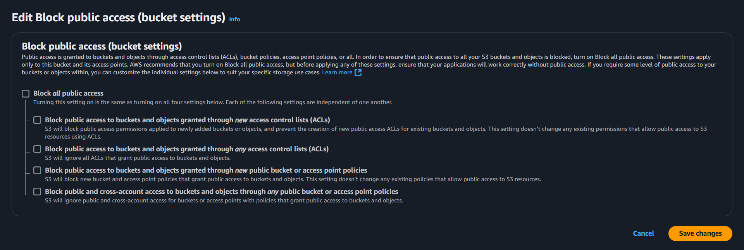 Edit Block public access (bucket settings) Info
Block public access (bucket settings)
Public access is granted to buckets and objects through access control lists (ACLs), bucket policies, access point policies, or all. In order to ensure that public access to all your S3 buckets and objects is blocked, turn on Block all public access. These settings apply
only to this bucket and its access points. AWS recommends that you turn on Block all public access, but before applying any of these settings, ensure that your applications will work correctly without public access. If you require some level of public access to your
buckets or objects within, you can customize the individual settings below to suit your specific storage use cases. Learn more
Block all public access
Turning this setting on is the same as turning on all four settings below. Each of the following settings are independent of one another.
Block public access to buckets and objects granted through new access control lists (ACLs)
S3 will block public access permissions applied to newly added buckets or objects, and prevent the creation of new public access ACLs for existing buckets and objects. This setting doesn't change any existing permissions that allow public access to S3
resources using ACLs.
Block public access to buckets and objects granted through any access control lists (ACLs)
S3 will ignore all ACLs that grant public access to buckets and objects.
Block public access to buckets and objects granted through new public bucket or access point policies
S3 will block new bucket and access point policies that grant public access to buckets and objects. This setting doesn't change any existing policies that allow public access to S3 resources.
Block public and cross-account access to buckets and objects through any public bucket or access point policies
S3 will ignore public and cross-account access for buckets or access points with policies that grant public access to buckets and objects.
Cancel
Save changes